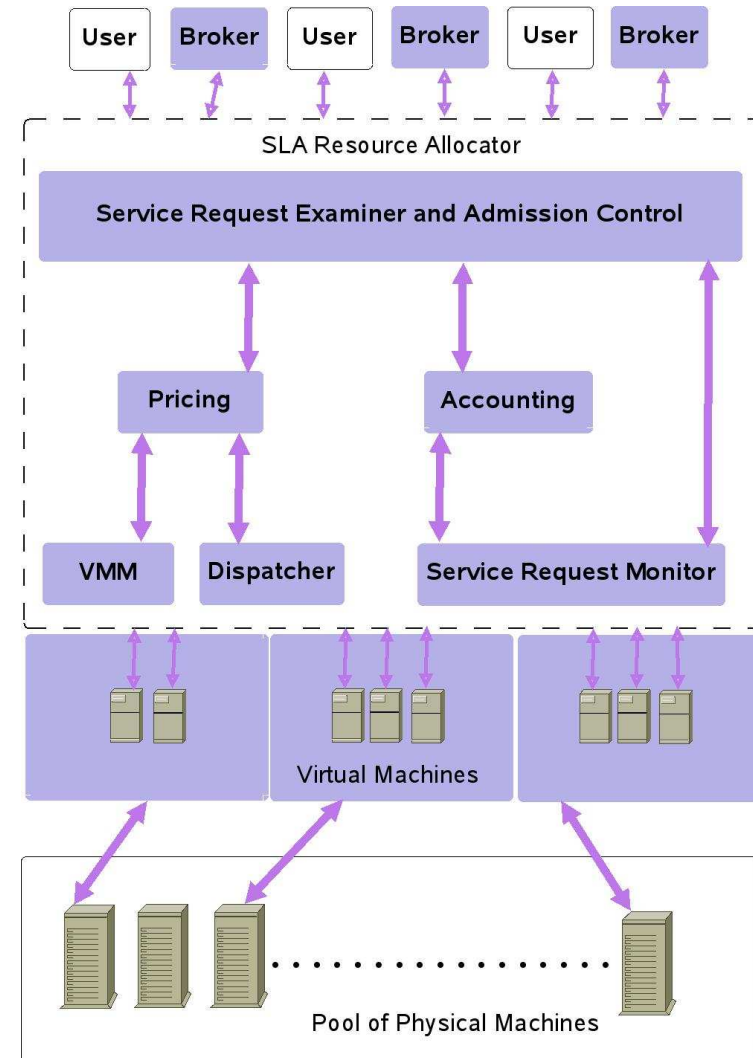 User
Broker
User
Broker
User
Broker
SLA Resource Allocator
Service Request Examiner and Admission Control
Pricing
Accounting
VMM
Dispatcher
Service Request Monitor
Virtual Machines
Pool of Physical Machines